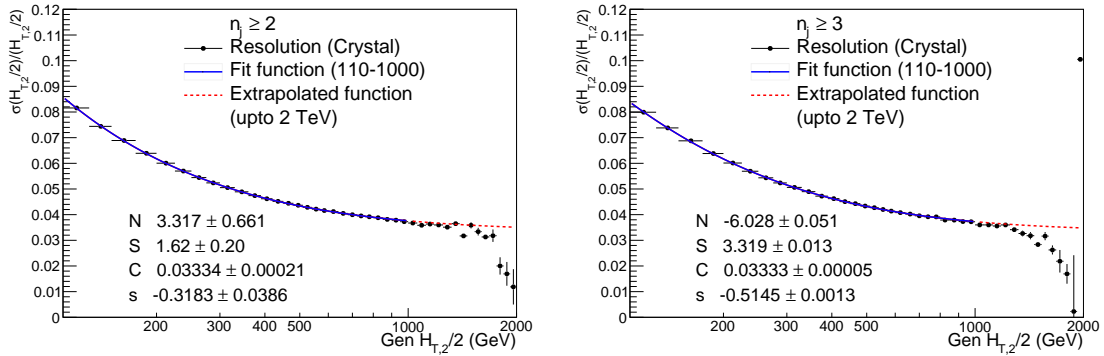 n_j ≥ 2
Resolution (Crystal)
Fit function (110-1000)
Extrapolated function
(upto 2 TeV)
σ(H_{T,2}/2)/(H_{T,2}/2)
0.12
0.11
0.1
0.09
0.08
0.07
0.06
0.05
0.04
0.03
0.02
0.01
0
N 3.317 ± 0.661
S 1.62 ± 0.20
C 0.03334 ± 0.00021
s -0.3183 ± 0.0386
200 300 400 500 1000 2000
Gen H_{T,2}/2 (GeV)
n_j ≥ 3
Resolution (Crystal)
Fit function (110-1000)
Extrapolated function
(upto 2 TeV)
σ(H_{T,2}/2)/(H_{T,2}/2)
0.12
0.11
0.1
0.09
0.08
0.07
0.06
0.05
0.04
0.03
0.02
0.01
0
N -6.028 ± 0.051
S 3.319 ± 0.013
C 0.03333 ± 0.00005
s -0.5145 ± 0.0013
200 300 400 500 1000 2000
Gen H_{T,2}/2 (GeV)